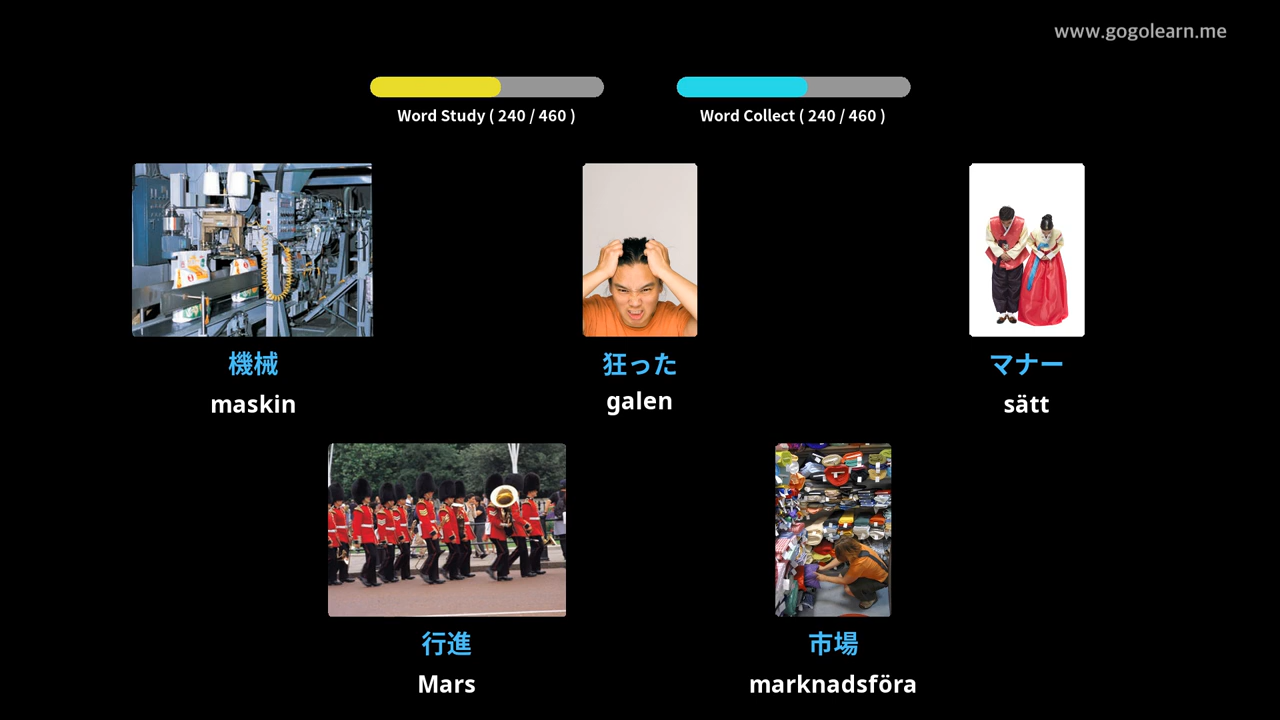 www.gogolearn.me
Word Study ( 240 / 460 )
Word Collect ( 240 / 460 )
機械
maskin
狂った
galen
マナー
sätt
行進
Mars
市場
marknadsföra